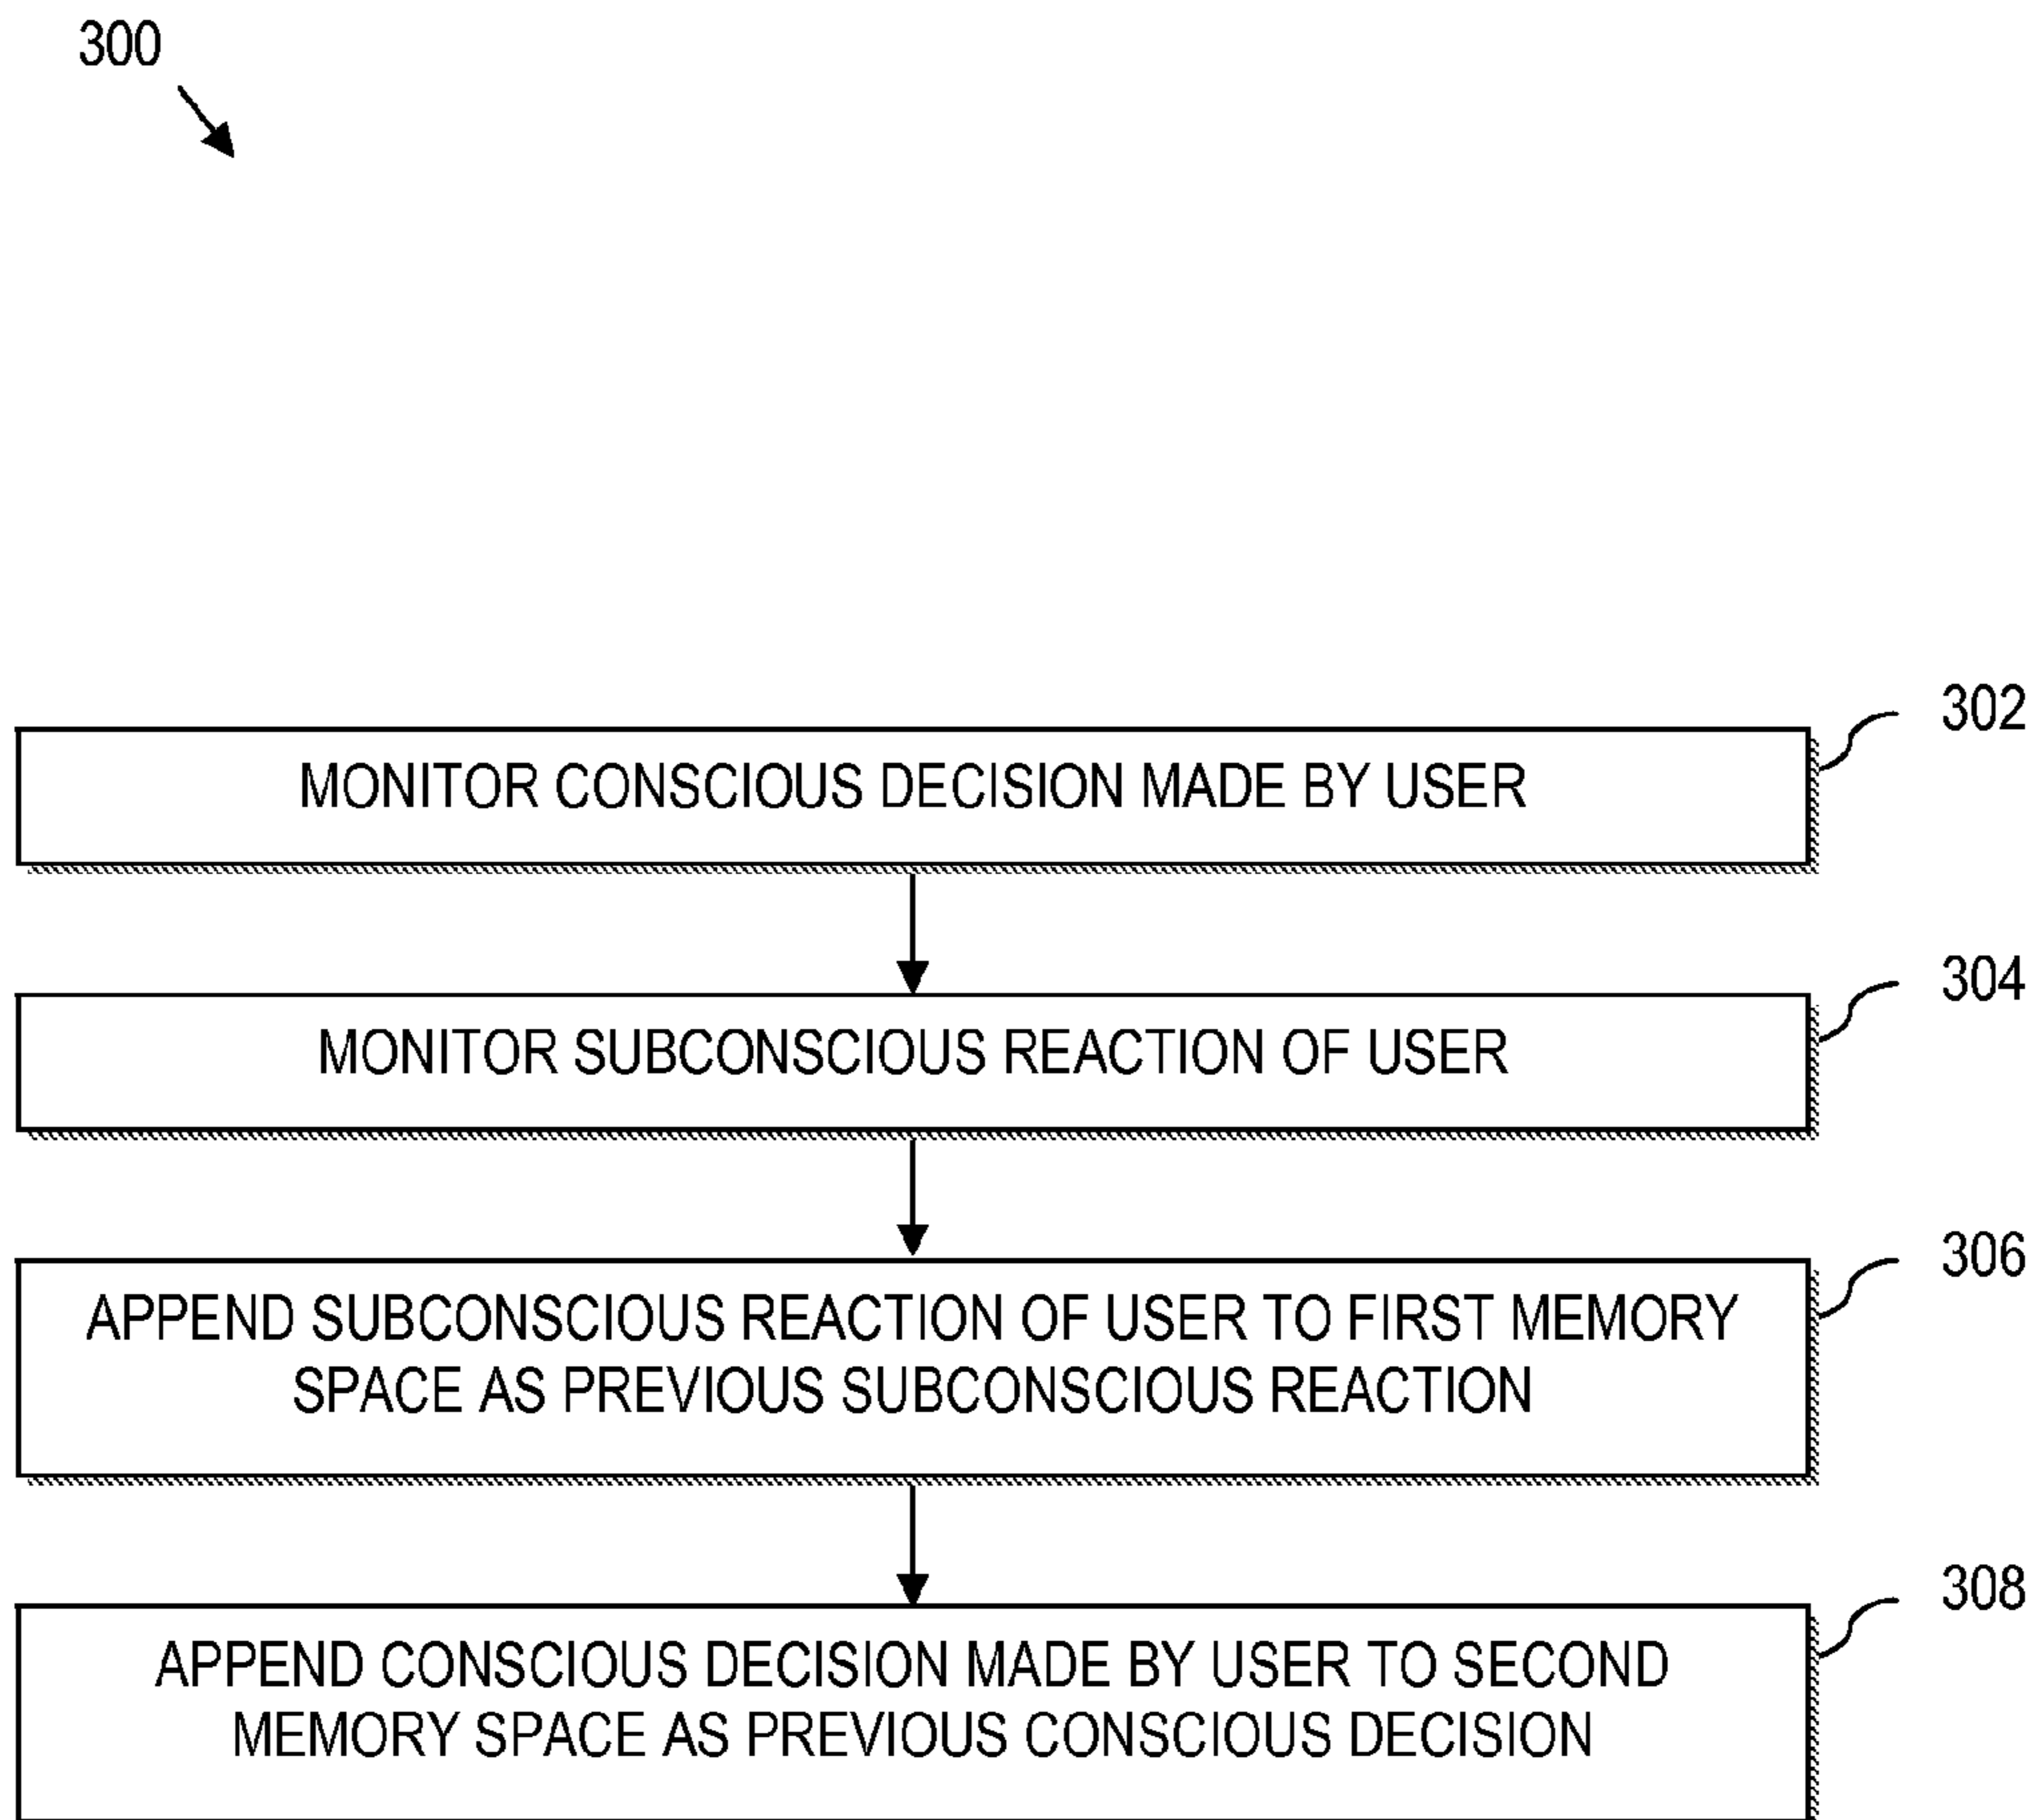 300
302
MONITOR CONSCIOUS DECISION MADE BY USER
304
MONITOR SUBCONSCIOUS REACTION OF USER
306
APPEND SUBCONSCIOUS REACTION OF USER TO FIRST MEMORY
SPACE AS PREVIOUS SUBCONSCIOUS REACTION
308
APPEND CONSCIOUS DECISION MADE BY USER TO SECOND
MEMORY SPACE AS PREVIOUS CONSCIOUS DECISION